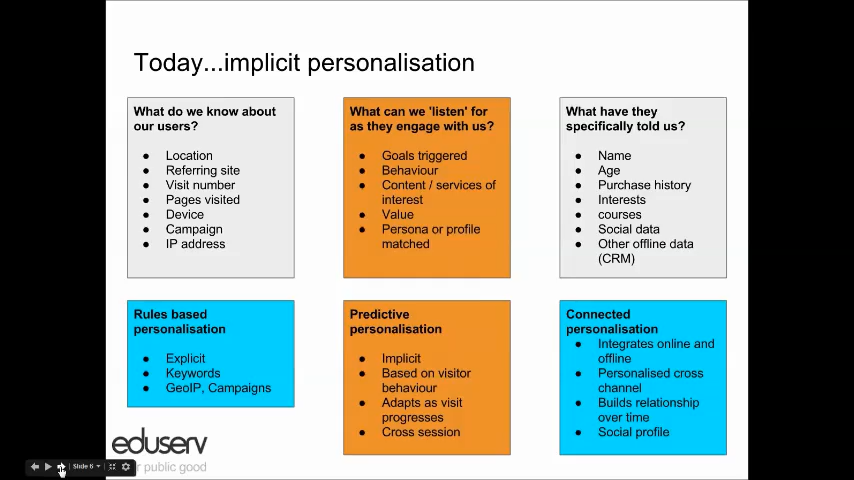 Today...implicit personalisation
What do we know about
our users?
● Location
● Referring site
● Visit number
● Pages visited
● Device
● Campaign
● IP address
What can we 'listen' for
as they engage with us?
● Goals triggered
● Behaviour
● Content / services of
interest
● Value
● Persona or profile
matched
What have they
specifically told us?
● Name
● Age
● Purchase history
● Interests
● courses
● Social data
● Other offline data
(CRM)
Rules based
personalisation
● Explicit
● Keywords
● GeoIP, Campaigns
Predictive
personalisation
● Implicit
● Based on visitor
behaviour
● Adapts as visit
progresses
● Cross session
Connected
personalisation
● Integrates online and
offline
● Personalised cross
channel
● Builds relationship
over time
● Social profile
eduserv
r public good
Slide 6